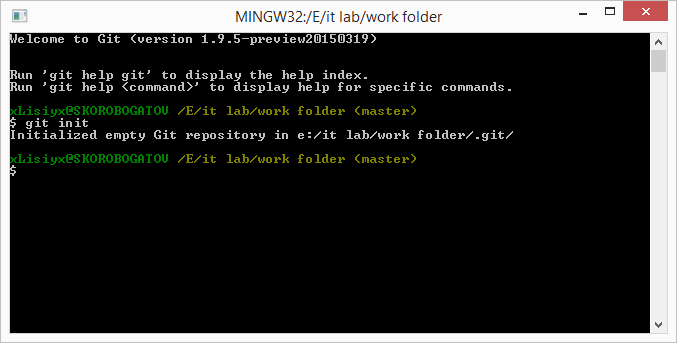 MINGW32:/E/it lab/work folder
Welcome to Git (version 1.9.5-preview20150319)
Run 'git help git' to display the help index.
Run 'git help <command>' to display help for specific commands.
xLisiyx@SKOROBOGATOV /E/it lab/work folder (master)
$ git init
Initialized empty Git repository in e:/it lab/work folder/.git/
xLisiyx@SKOROBOGATOV /E/it lab/work folder (master)
$